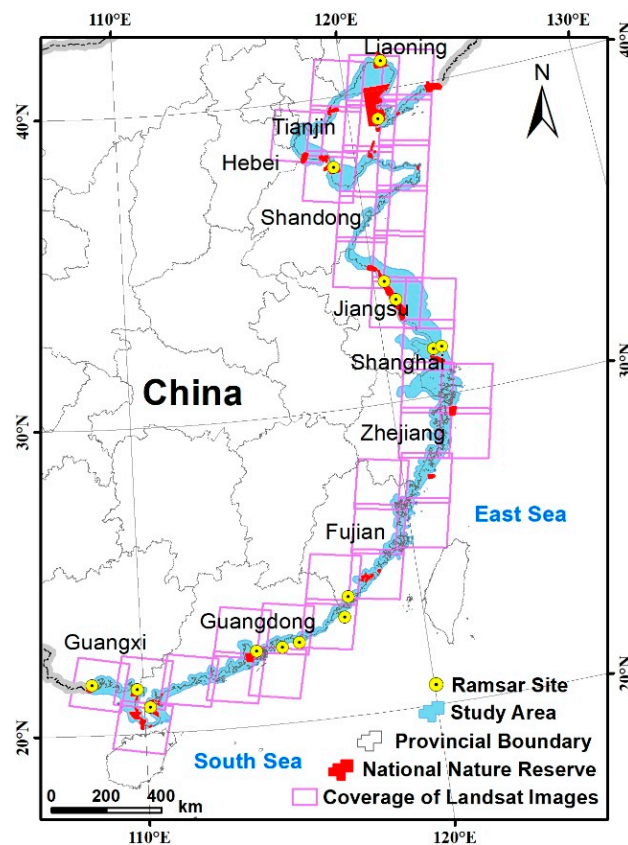 110°E
120°E
130°E
40°N
Liaoning
N
40°N
Tianjin
Hebei
Shandong
Jiangsu
Shanghai
30°N
China
Zhejiang
30°N
East Sea
Fujian
Guangdong
Guangxi
20°N
Ramsar Site
Study Area
Provincial Boundary
20°N
South Sea
National Nature Reserve
Coverage of Landsat Images
0 200 400
km
110°E
120°E